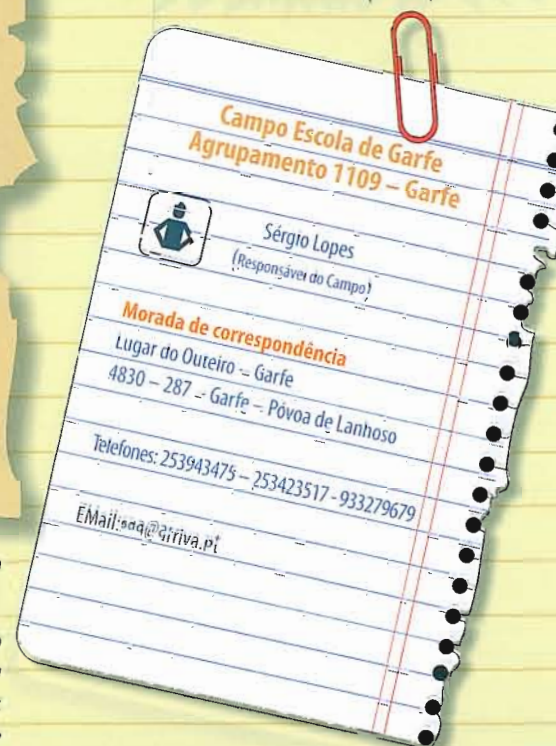 Campo Escola de Garfe
Agrupamento 1109 – Garfe
Sérgio Lopes
(Responsável do Campo)
Morada de correspondência
Lugar do Outeiro – Garfe
4830 – 287 – Garfe – Póvoa de Lanhoso
Telefones: 253943475 – 253423517 - 933279679
EMail: